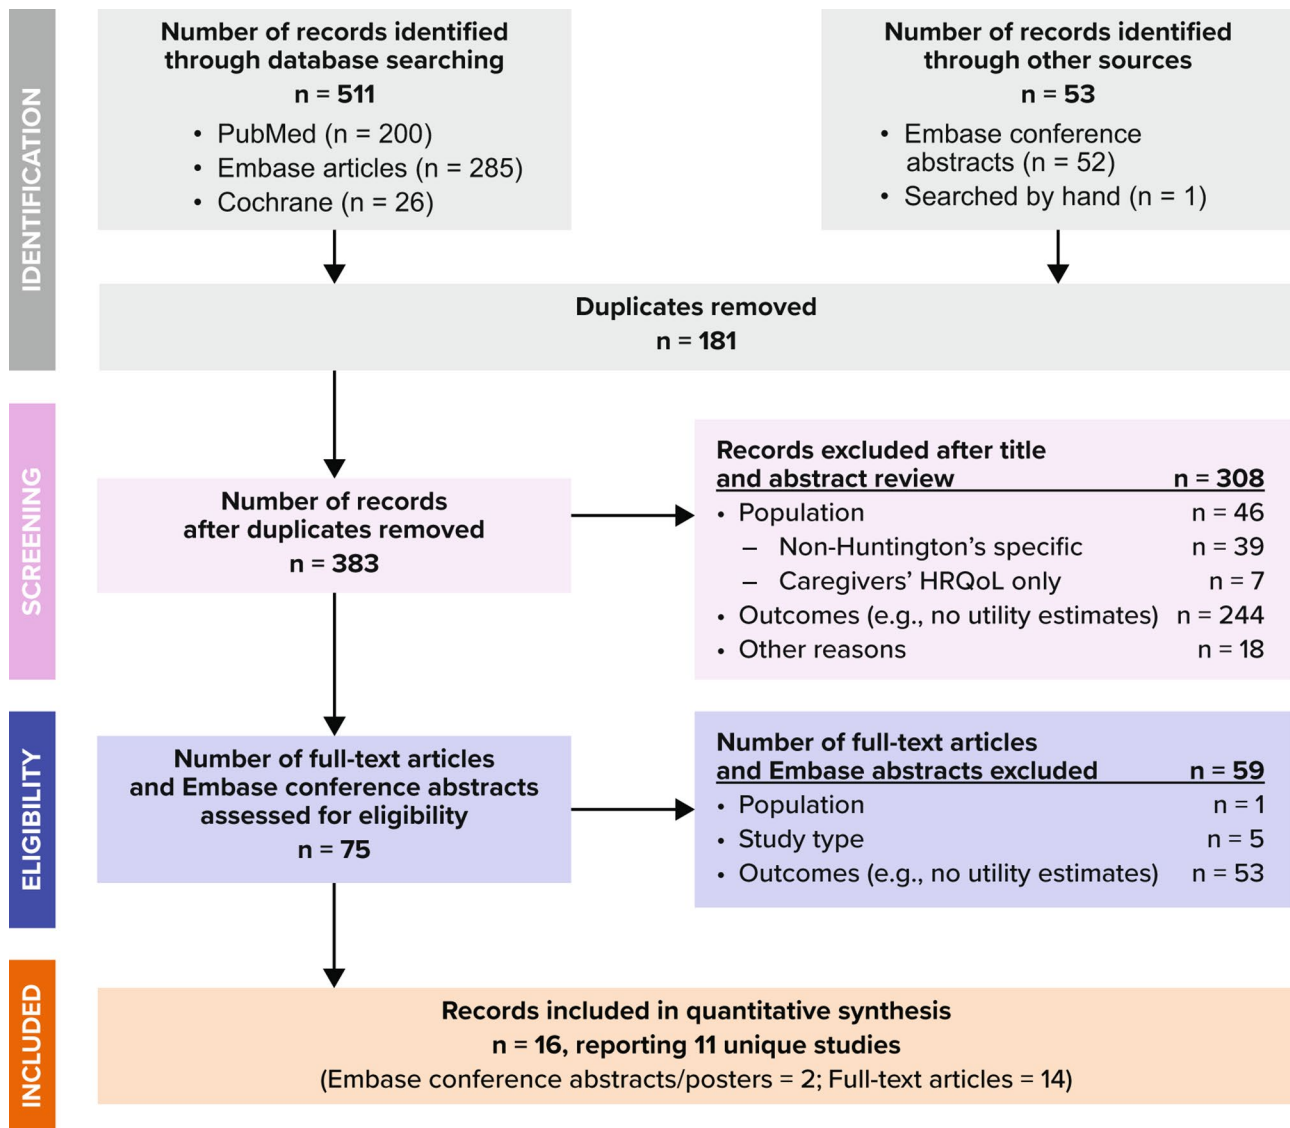 IDENTIFICATION
Number of records identified
through database searching
n = 511
• PubMed (n = 200)
• Embase articles (n = 285)
• Cochrane (n = 26)
Number of records identified
through other sources
n = 53
• Embase conference
abstracts (n = 52)
• Searched by hand (n = 1)
Duplicates removed
n = 181
SCREENING
Number of records
after duplicates removed
n = 383
Records excluded after title
and abstract review n = 308
• Population n = 46
– Non-Huntington’s specific n = 39
– Caregivers’ HRQoL only n = 7
• Outcomes (e.g., no utility estimates) n = 244
• Other reasons n = 18
ELIGIBILITY
Number of full-text articles
and Embase conference abstracts
assessed for eligibility
n = 75
Number of full-text articles
and Embase abstracts excluded n = 59
• Population n = 1
• Study type n = 5
• Outcomes (e.g., no utility estimates) n = 53
INCLUDED
Records included in quantitative synthesis
n = 16, reporting 11 unique studies
(Embase conference abstracts/posters = 2; Full-text articles = 14)